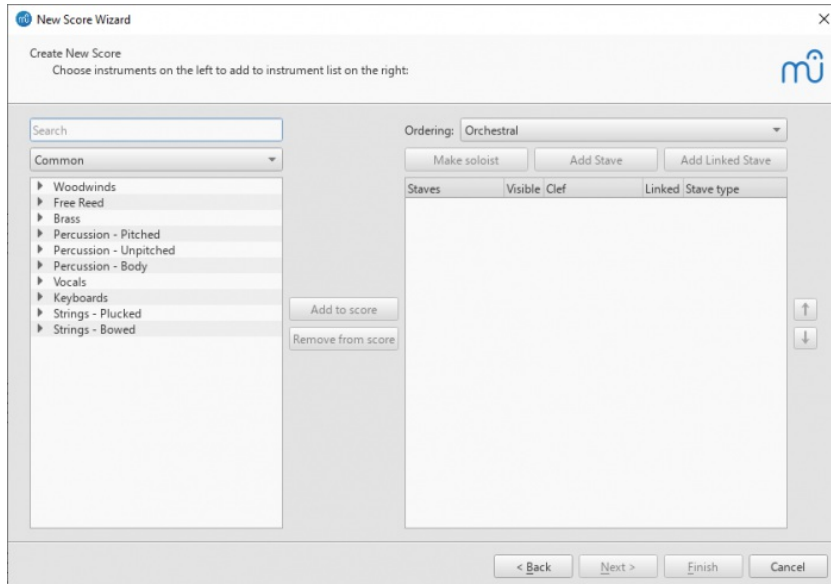 New Score Wizard
Create New Score
Choose instruments on the left to add to instrument list on the right:
Search
Common
Woodwinds
Free Reed
Brass
Percussion - Pitched
Percussion - Unpitched
Percussion - Body
Vocals
Keyboards
Strings - Plucked
Strings - Bowed
Add to score
Remove from score
Ordering: Orchestral
Make soloist Add Stave Add Linked Stave
Staves Visible Clef Linked Stave type
< Back Next > Finish Cancel